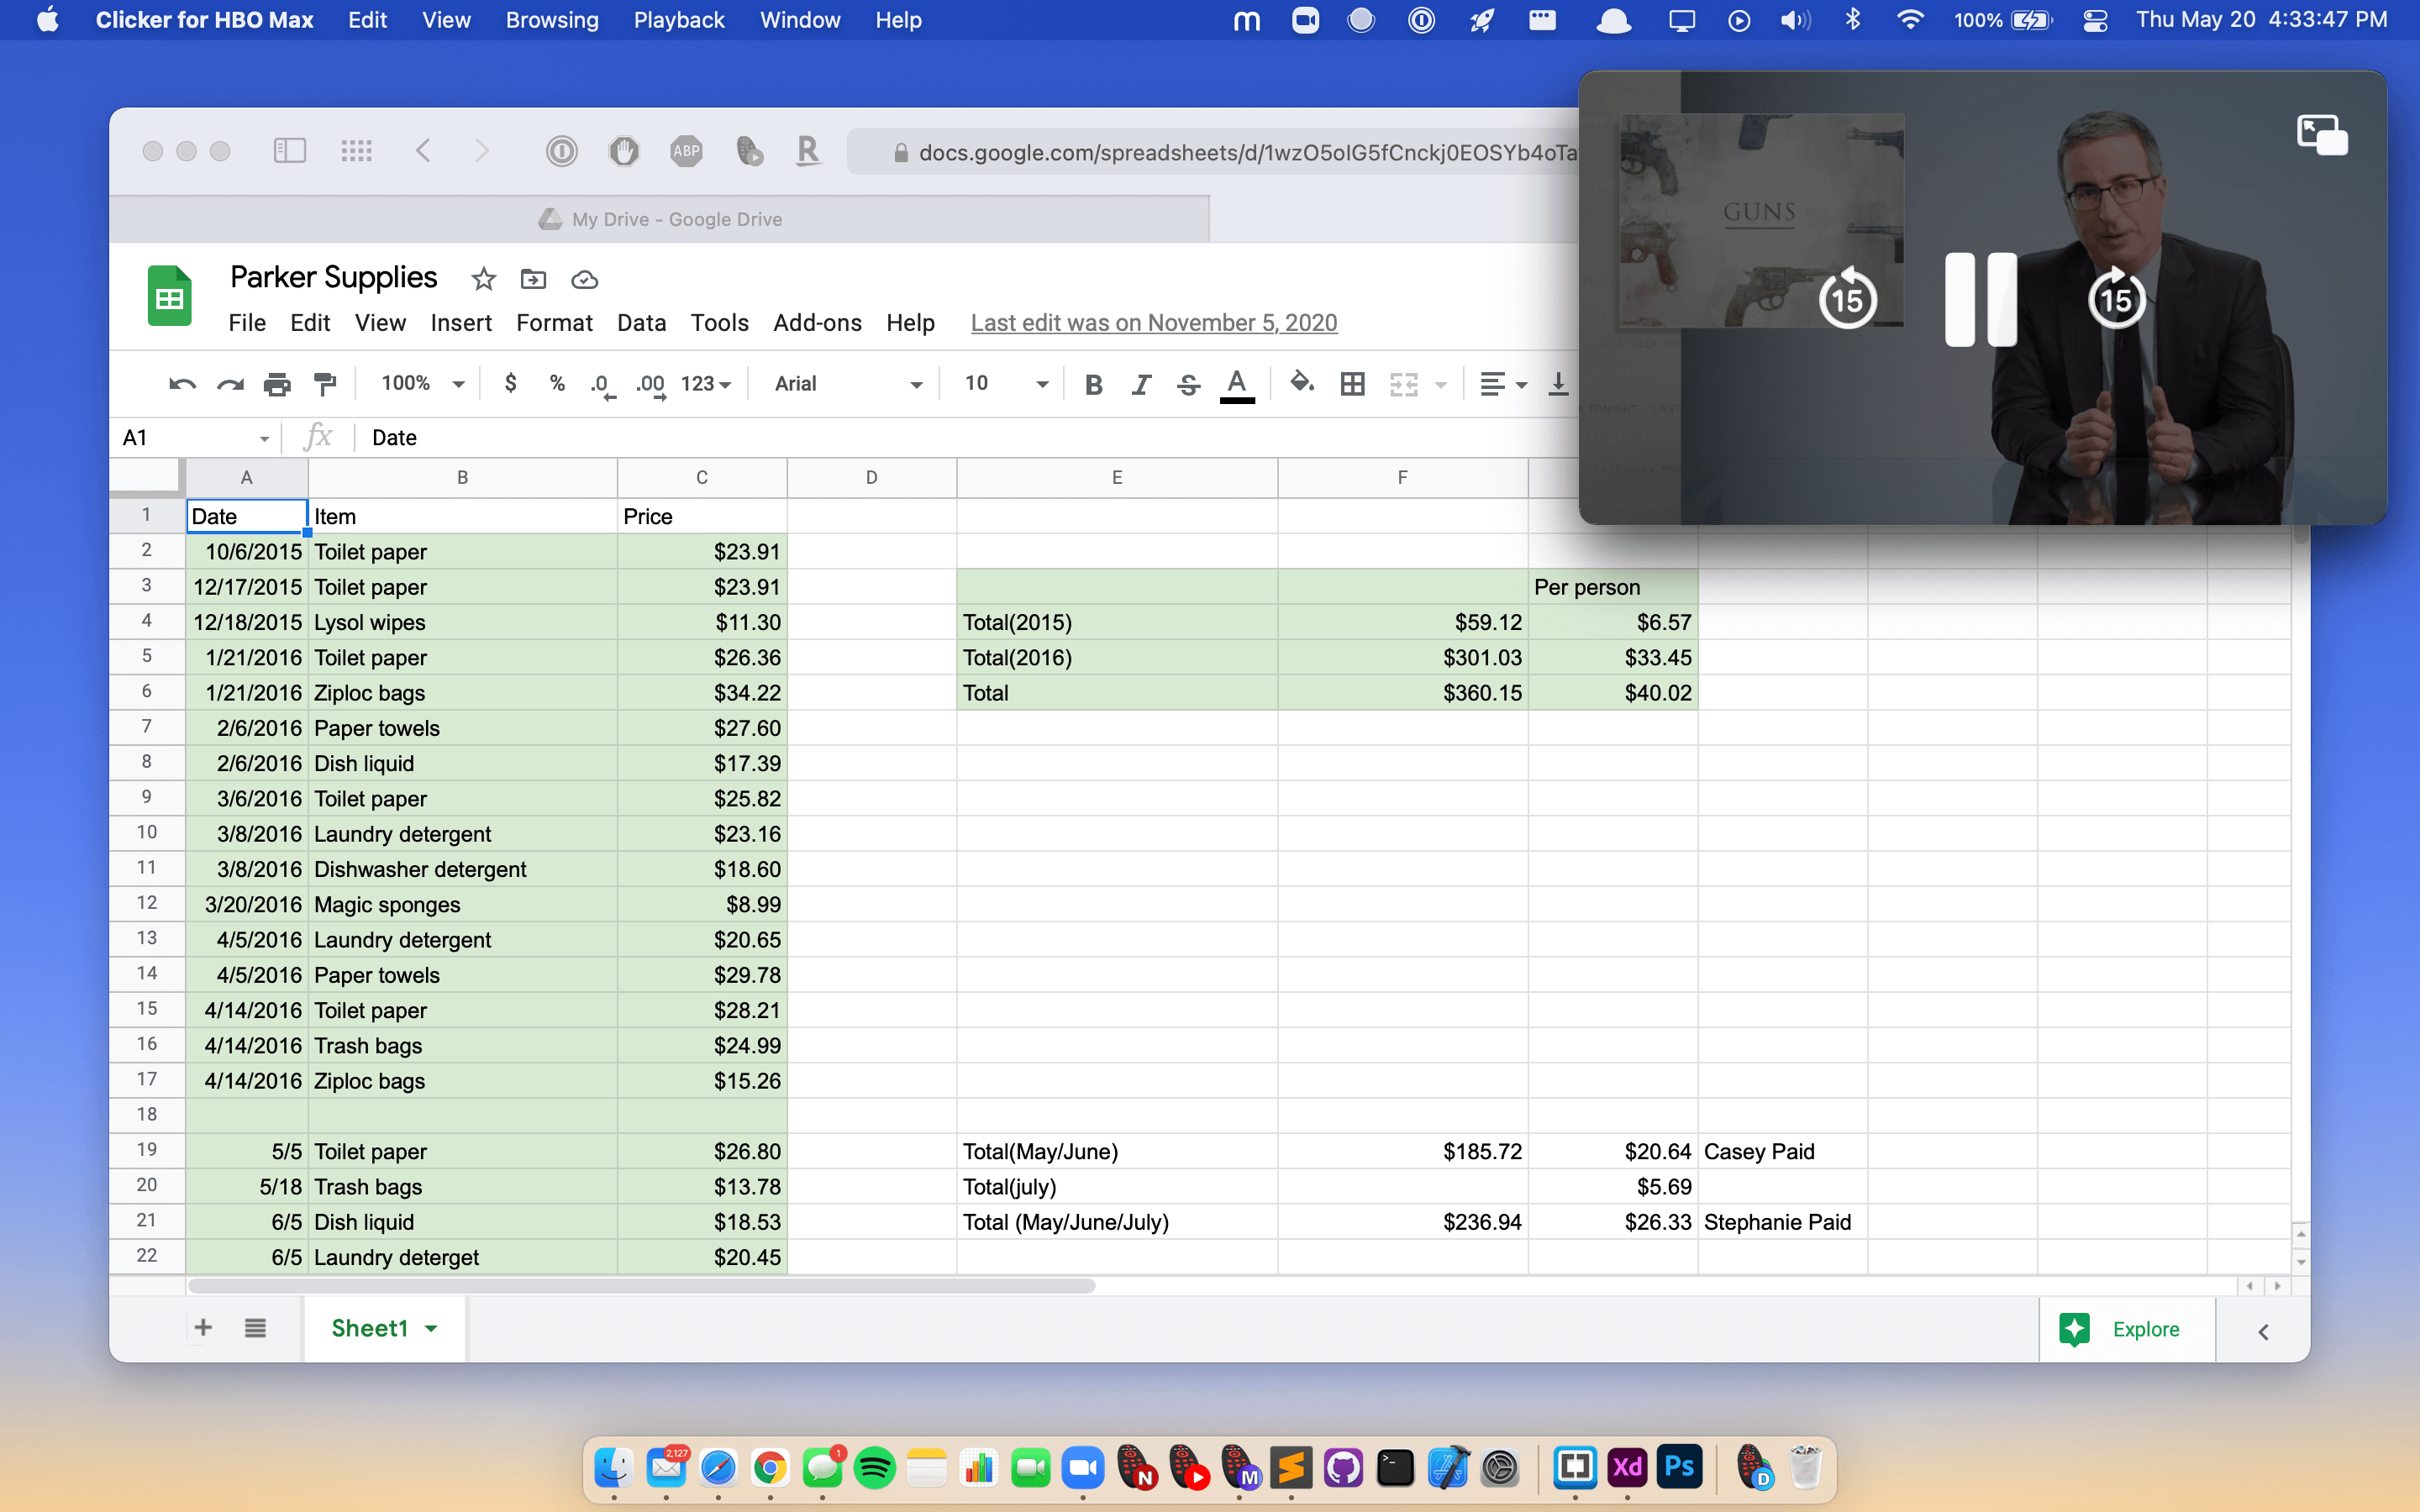 Clicker for HBO Max Edit View Browsing Playback Window Help 100% Thu May 20 4:33:47 PM
ABP R docs.google.com/spreadsheets/d/1wzO5oIG5fCnckj0EOSYb4oTa
My Drive - Google Drive
GUNS
15 15
Parker Supplies
File Edit View Insert Format Data Tools Add-ons Help Last edit was on November 5, 2020
100% $ % .0 .00 123 Arial 10 B I S A
A1 fx Date
A B C D E F
1 Date Item Price
2 10/6/2015 Toilet paper $23.91
3 12/17/2015 Toilet paper $23.91 Per person
4 12/18/2015 Lysol wipes $11.30 Total(2015) $59.12 $6.57
5 1/21/2016 Toilet paper $26.36 Total(2016) $301.03 $33.45
6 1/21/2016 Ziploc bags $34.22 Total $360.15 $40.02
7 2/6/2016 Paper towels $27.60
8 2/6/2016 Dish liquid $17.39
9 3/6/2016 Toilet paper $25.82
10 3/8/2016 Laundry detergent $23.16
11 3/8/2016 Dishwasher detergent $18.60
12 3/20/2016 Magic sponges $8.99
13 4/5/2016 Laundry detergent $20.65
14 4/5/2016 Paper towels $29.78
15 4/14/2016 Toilet paper $28.21
16 4/14/2016 Trash bags $24.99
17 4/14/2016 Ziploc bags $15.26
18
19 5/5 Toilet paper $26.80 Total(May/June) $185.72 $20.64 Casey Paid
20 5/18 Trash bags $13.78 Total(july) $5.69
21 6/5 Dish liquid $18.53 Total (May/June/July) $236.94 $26.33 Stephanie Paid
22 6/5 Laundry deterget $20.45
Sheet1 Explore
2,127 1 N M Xd Ps D